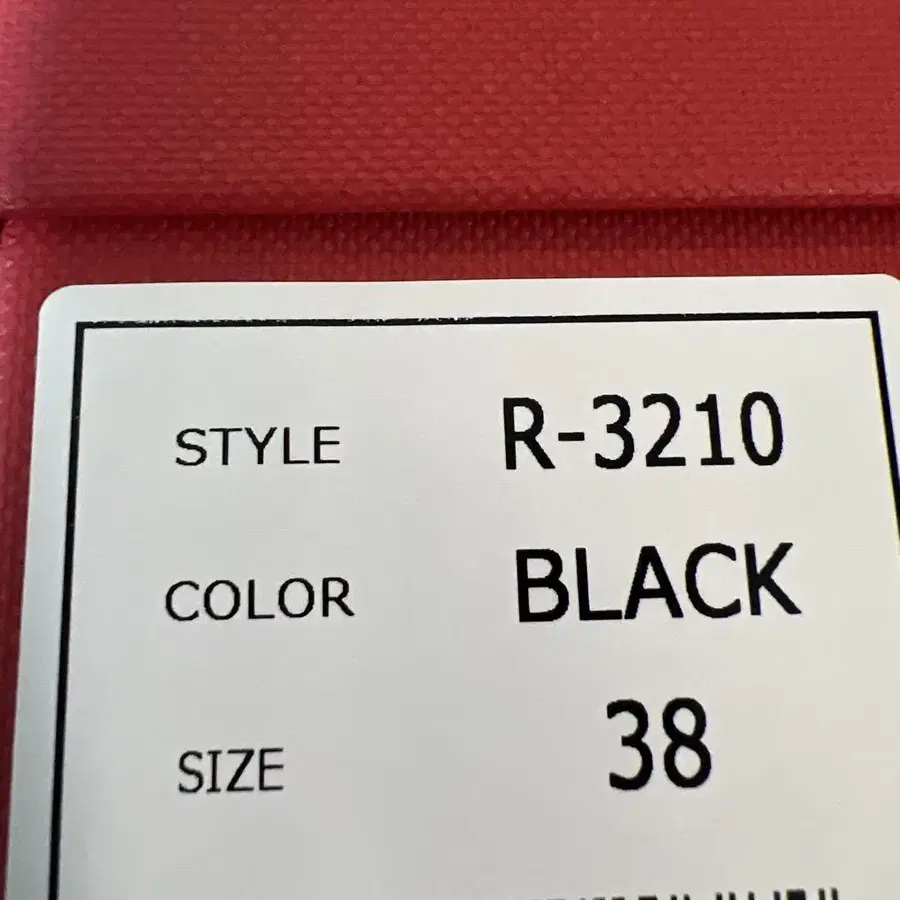 STYLE R-3210
COLOR BLACK
SIZE 38